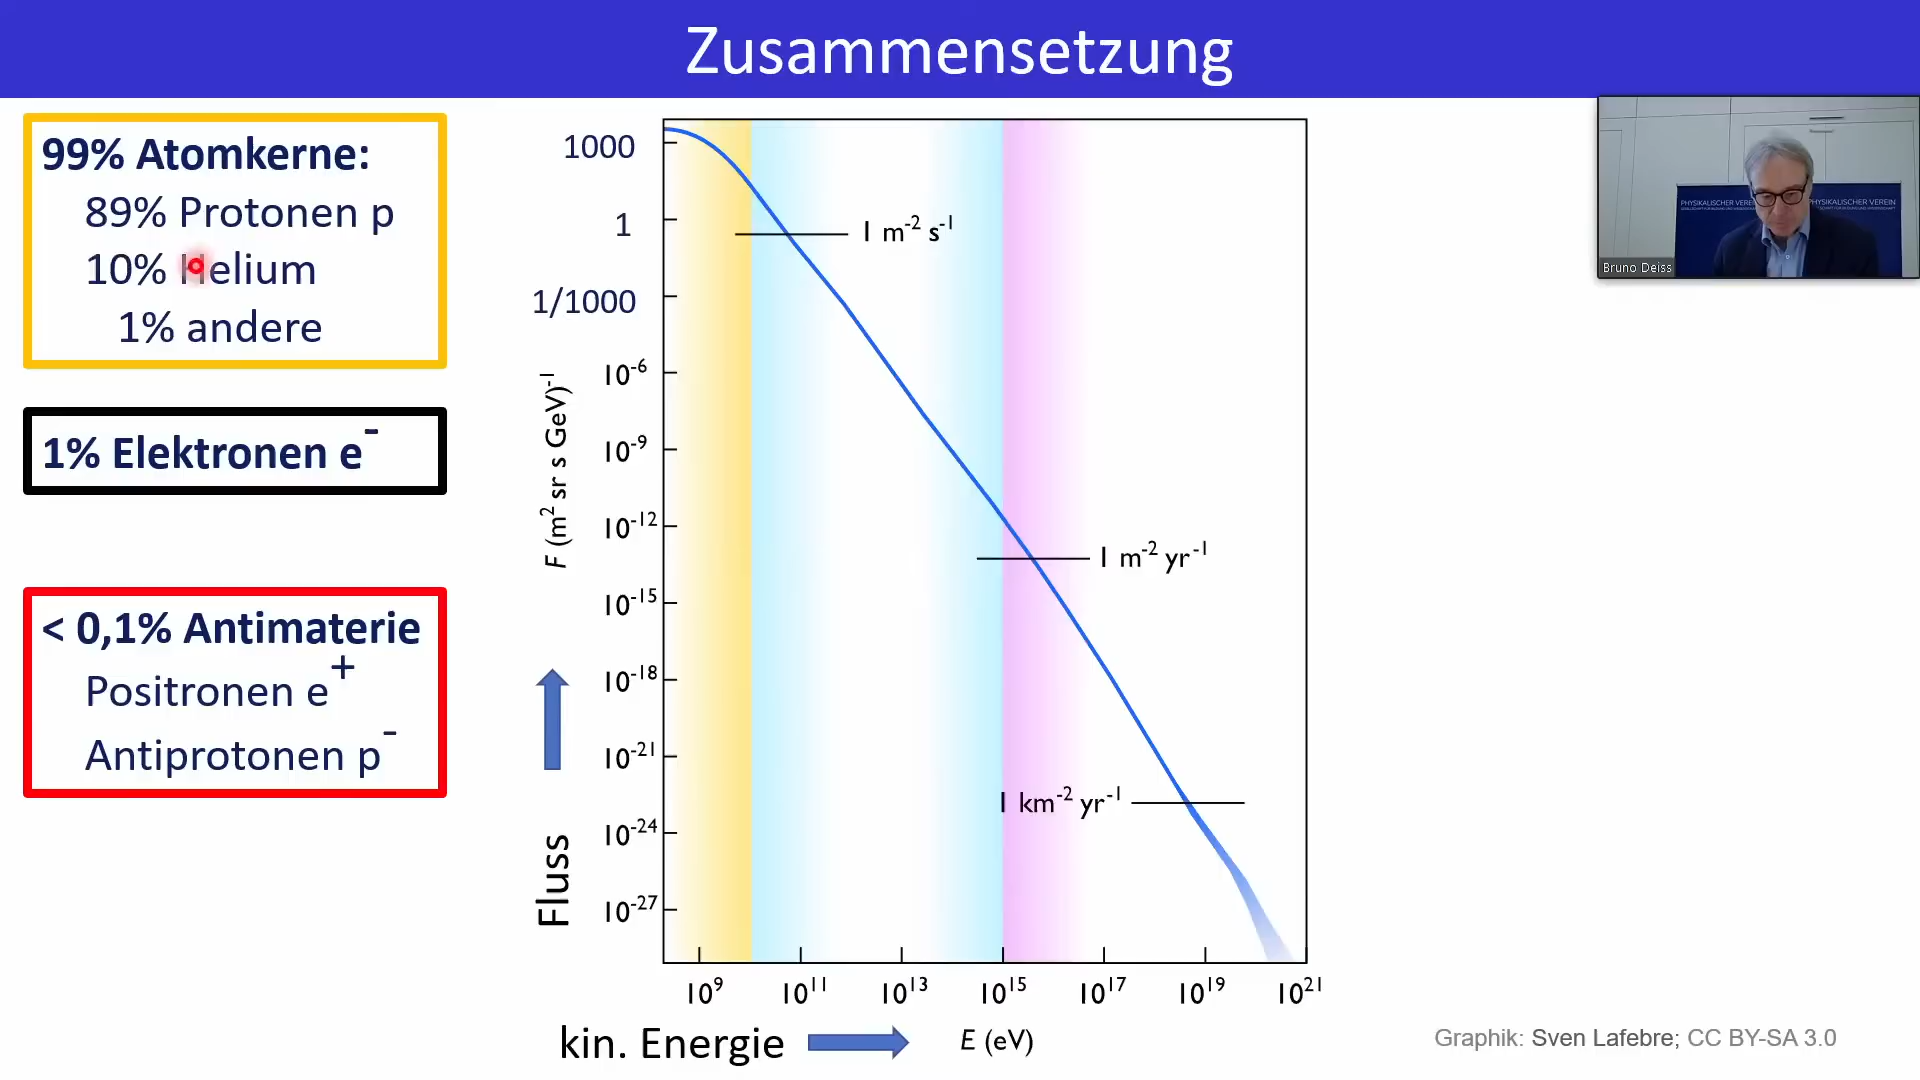 Zusammensetzung
99% Atomkerne:
89% Protonen p
10% Helium
1% andere
1% Elektronen e⁻
< 0,1% Antimaterie
Positronen e⁺
Antiprotonen p⁻
1000
1
1/1000
10⁻⁶
10⁻⁹
10⁻¹²
10⁻¹⁵
10⁻¹⁸
10⁻²¹
10⁻²⁴
10⁻²⁷
F (m² sr s GeV)⁻¹
Fluss
1 m⁻² s⁻¹
1 m⁻² yr⁻¹
1 km⁻² yr⁻¹
10⁹ 10¹¹ 10¹³ 10¹⁵ 10¹⁷ 10¹⁹ 10²¹
kin. Energie E (eV)
PHYSIKALISCHER VEREIN
Bruno Deiss
Graphik: Sven Lafebre; CC BY-SA 3.0